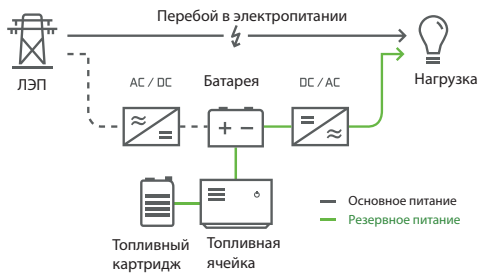 Перебой в электропитании
ЛЭП
AC / DC
Батарея
DC / AC
Нагрузка
Основное питание
Резервное питание
Топливный
картридж
Топливная
ячейка